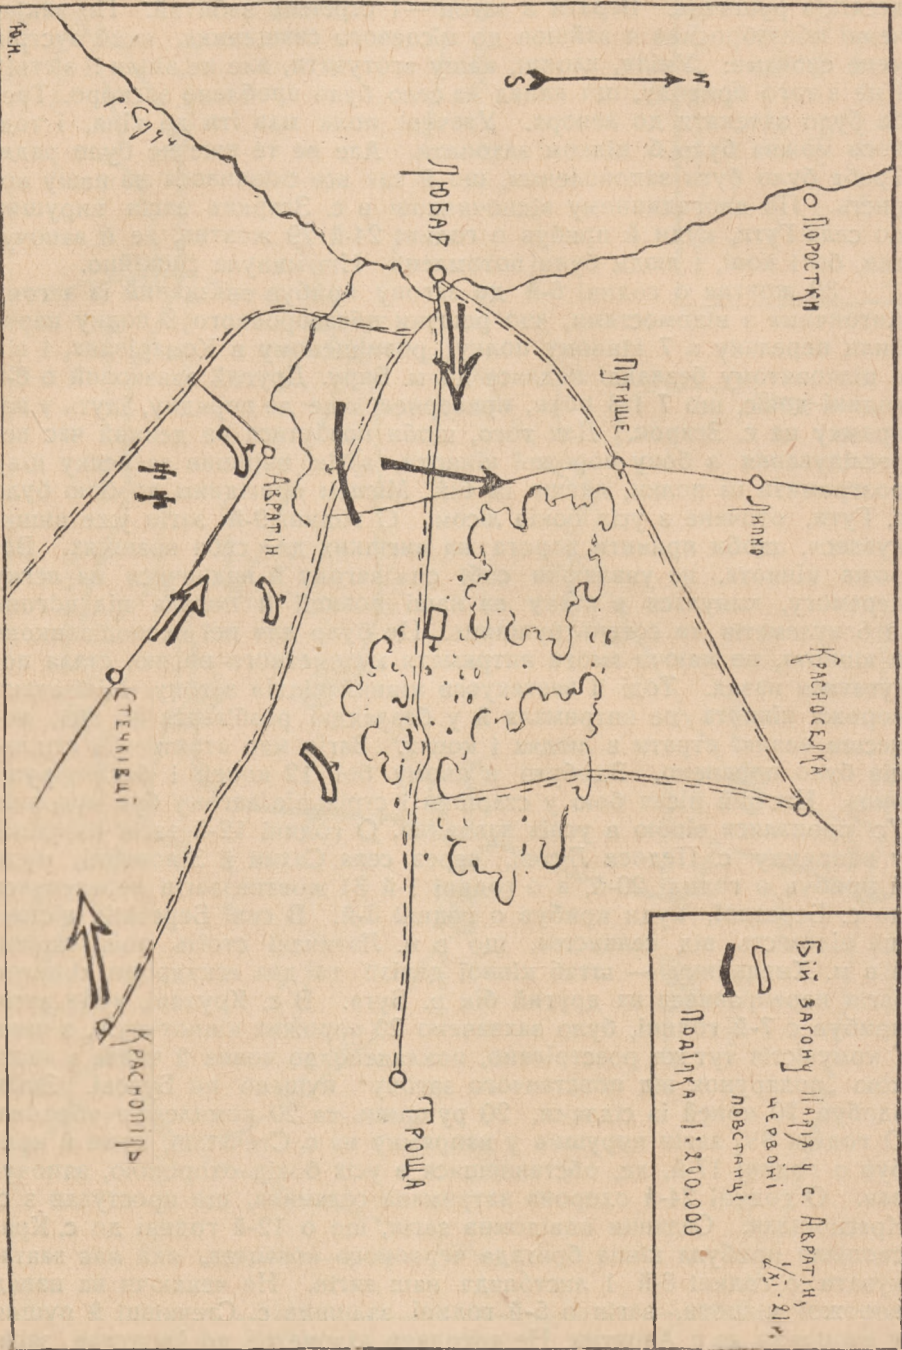 Бій загону Палія у с. Авратін,
1/XI-21 р.
червоні
повстанці
Поділка 1:200.000
N
S
Поростки
Любар
р. Случ
Путище
Липно
Красноселка
Авратін
Стечківці
Троща
Краснопіль
Ю.Н.